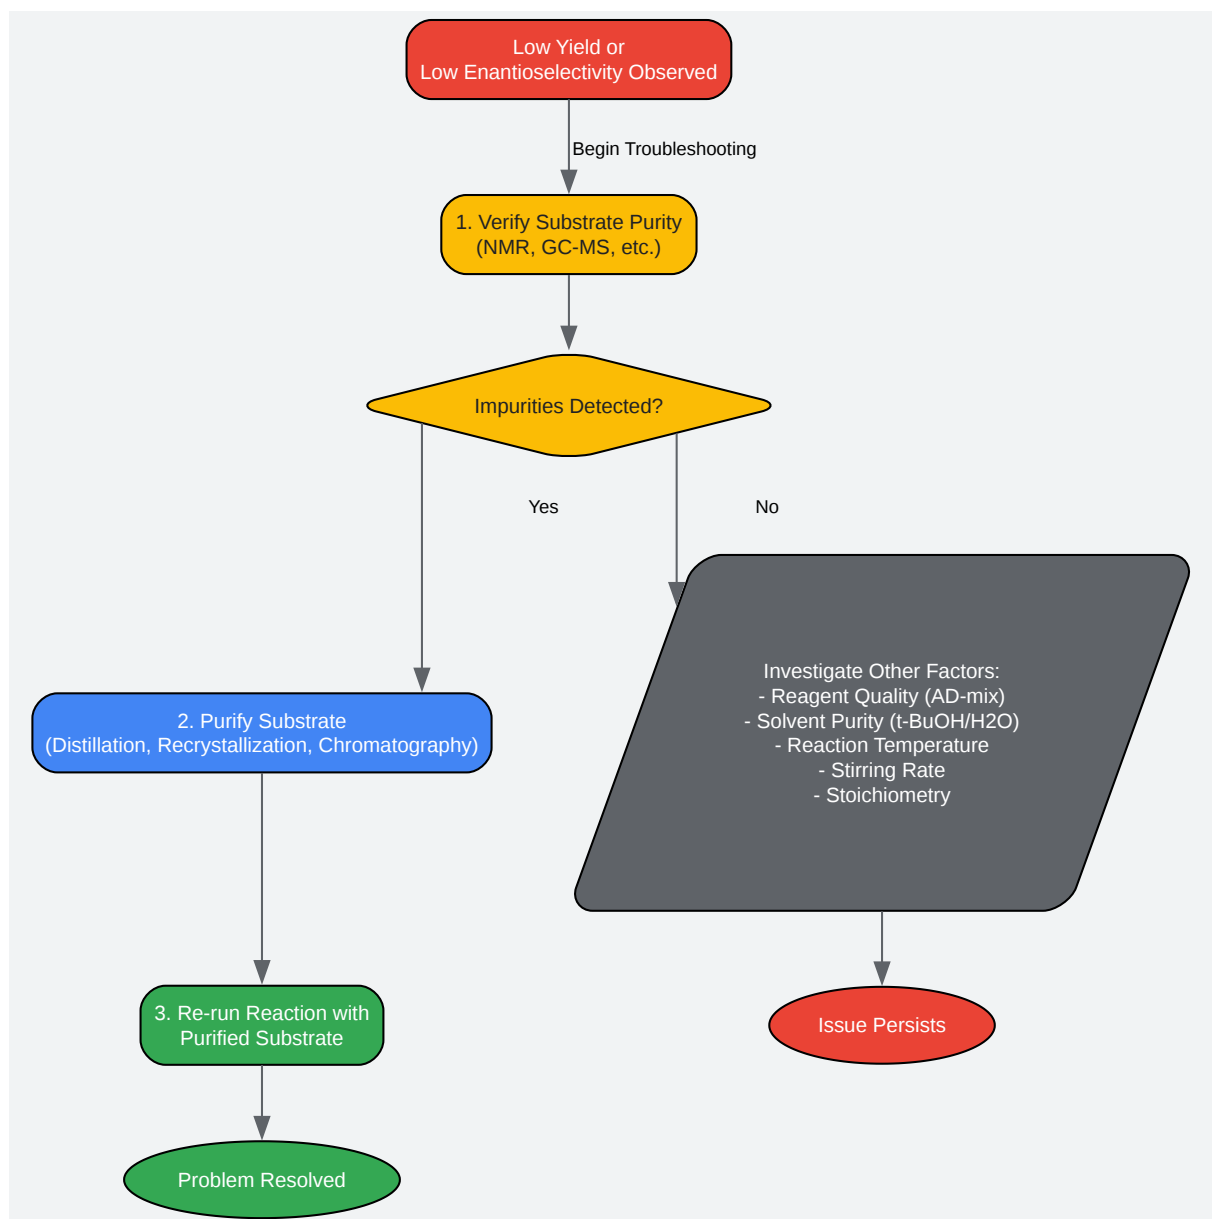 Low Yield or
Low Enantioselectivity Observed
Begin Troubleshooting
1. Verify Substrate Purity
(NMR, GC-MS, etc.)
Impurities Detected?
Yes
No
Investigate Other Factors:
- Reagent Quality (AD-mix)
- Solvent Purity (t-BuOH/H2O)
- Reaction Temperature
- Stirring Rate
- Stoichiometry
2. Purify Substrate
(Distillation, Recrystallization, Chromatography)
3. Re-run Reaction with
Purified Substrate
Issue Persists
Problem Resolved